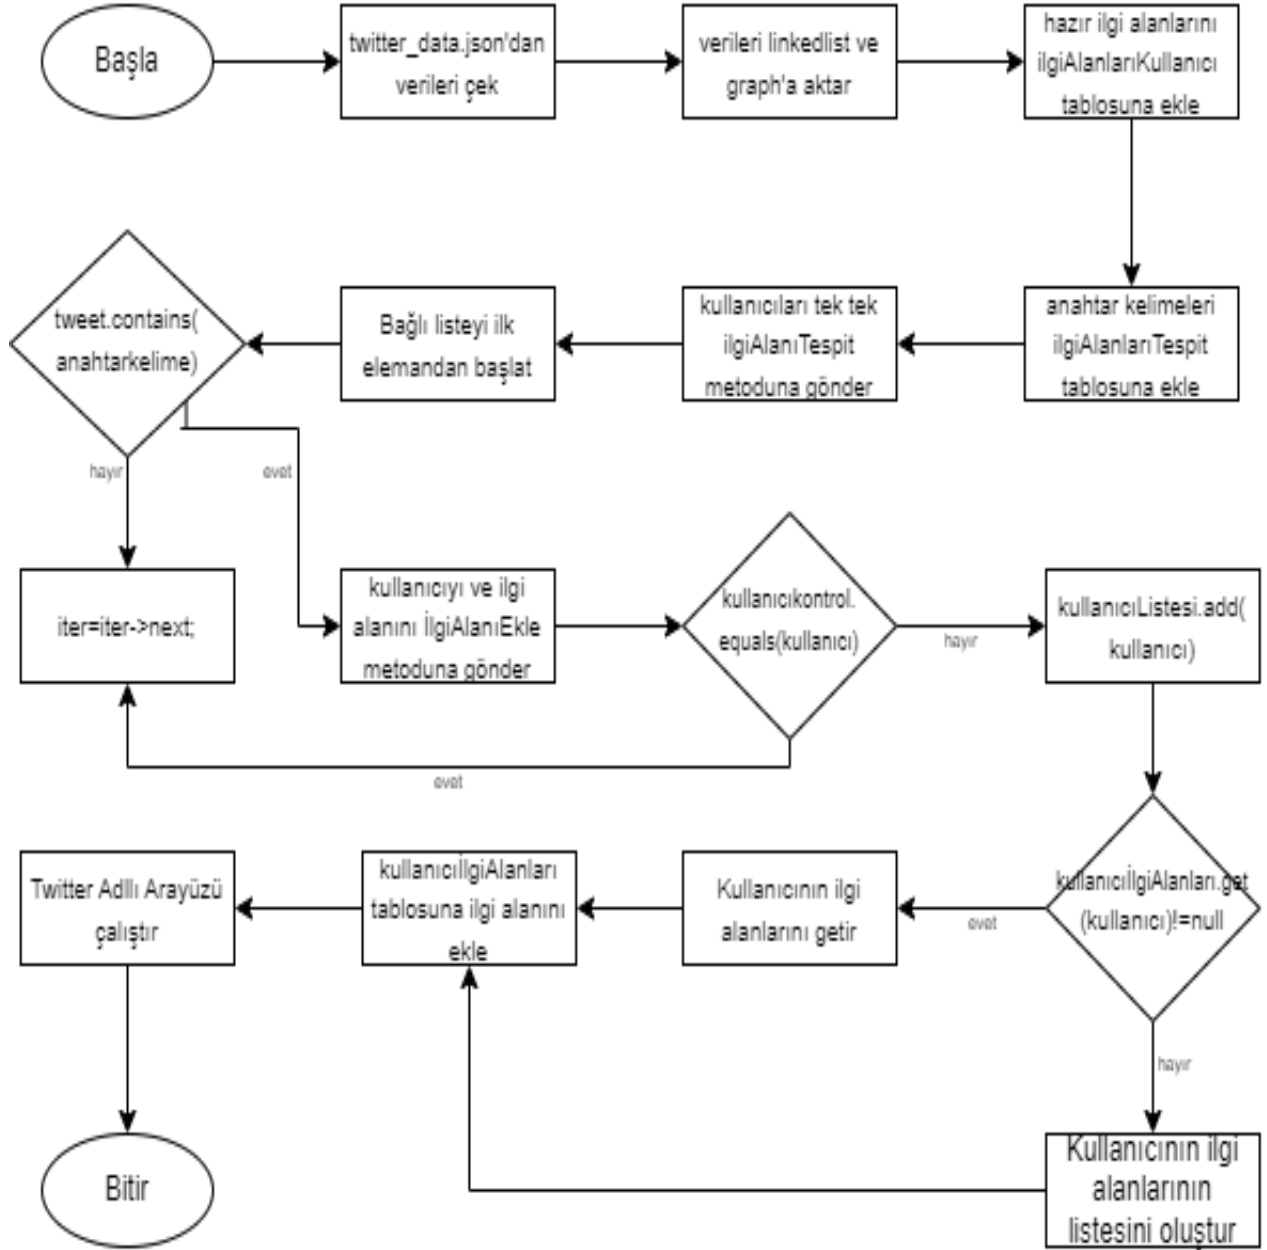 Başla
twitter_data.json'dan
verileri çek
verileri linkedlist ve
graph'a aktar
hazır ilgi alanlarını
ilgiAlanlarıKullanıcı
tablosuna ekle
tweet.contains(
anahtarkelime)
Bağlı listeyi ilk
elemandan başlat
kullanıcıları tek tek
ilgiAlanıTespit
metoduna gönder
anahtar kelimeleri
ilgiAlanlarıTespit
tablosuna ekle
hayır
evet
iter=iter->next;
kullanıcıyı ve ilgi
alanını İlgiAlanıEkle
metoduna gönder
kullanıcıkontrol.
equals(kullanıcı)
hayır
kullanıcıListesi.add(
kullanıcı)
evet
Twitter Adllı Arayüzü
çalıştır
kullanıcıİlgiAlanları
tablosuna ilgi alanını
ekle
Kullanıcının ilgi
alanlarını getir
evet
kullanıcıİlgiAlanları.get
(kullanıcı)!=null
hayır
Bitir
Kullanıcının ilgi
alanlarının
listesini oluştur